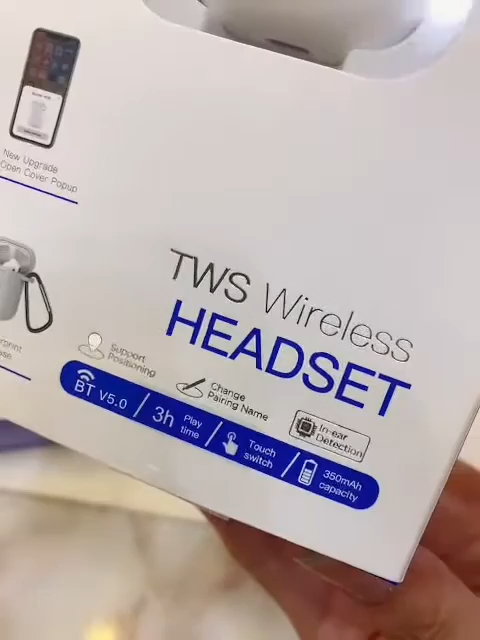 New Upgrade
Open Cover Popup
TWS Wireless
HEADSET
Support
Positioning
Change
Pairing Name
In-ear
Detection
BT V5.0
3h Play
time
Touch
switch
350mAh
capacity